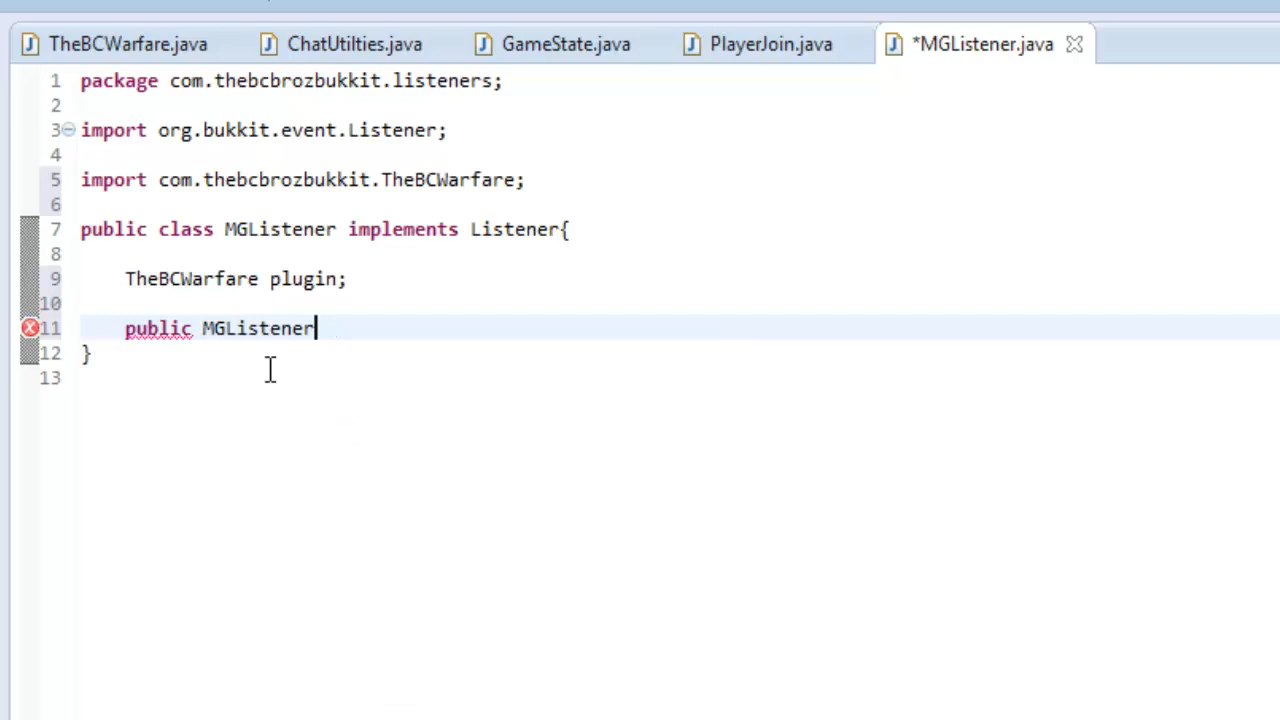 TheBCWarfare.java ChatUtilties.java GameState.java PlayerJoin.java *MGListener.java
1 package com.thebcbrozbukkit.listeners;
2
3 import org.bukkit.event.Listener;
4
5 import com.thebcbrozbukkit.TheBCWarfare;
6
7 public class MGListener implements Listener{
8
9 TheBCWarfare plugin;
10
11 public MGListener
12 }
13